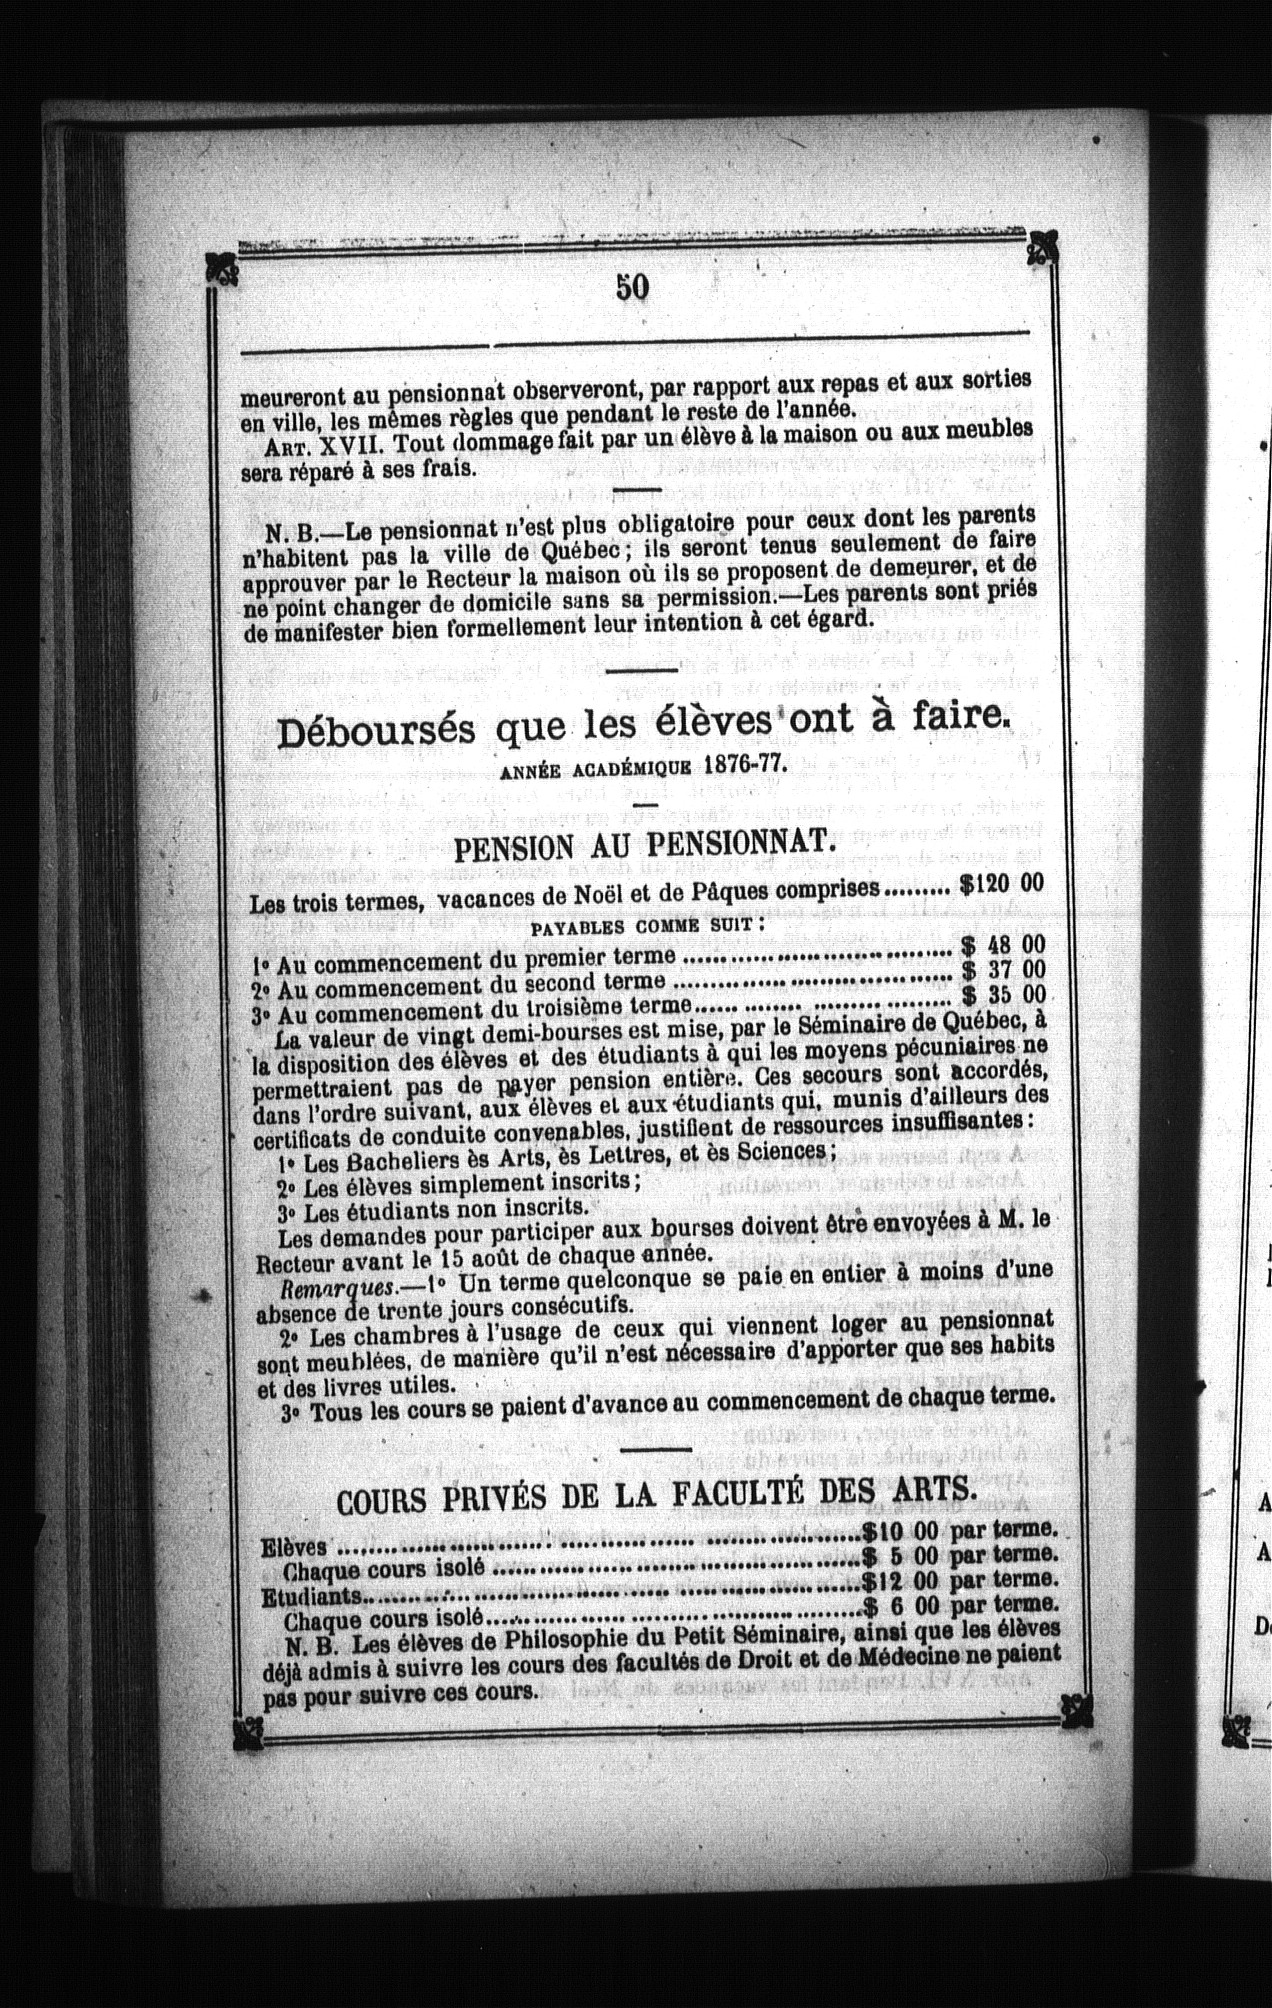 50
meureront au pensionnat observeront, par rapport aux repas et aux sorties
en ville, les mêmes règles que pendant le reste de l'année.
ART. XVII. Tout dommage fait par un élève à la maison ou aux meubles
sera réparé à ses frais.
N. B.—Le pensionnat n'est plus obligatoire pour ceux dont les parents
n'habitent pas la ville de Québec; ils seront tenus seulement de faire
approuver par le Recteur la maison où ils se proposent de demeurer, et de
ne point changer de domicile sans sa permission.—Les parents sont priés
de manifester bien formellement leur intention à cet égard.
Déboursés que les élèves ont à faire.
ANNÉE ACADÉMIQUE 1876-77.
PENSION AU PENSIONNAT.
Les trois termes, vacances de Noël et de Pâques comprises......... $120 00
PAYABLES COMME SUIT:
1º Au commencement du premier terme ................................... $ 48 00
2º Au commencement du second terme .................................... $ 37 00
3º Au commencement du troisième terme................................. $ 35 00
La valeur de vingt demi-bourses est mise, par le Séminaire de Québec, à
la disposition des élèves et des étudiants à qui les moyens pécuniaires ne
permettraient pas de payer pension entière. Ces secours sont accordés,
dans l'ordre suivant, aux élèves et aux étudiants qui, munis d'ailleurs des
certificats de conduite convenables, justifient de ressources insuffisantes:
1º Les Bacheliers ès Arts, ès Lettres, et ès Sciences;
2º Les élèves simplement inscrits;
3º Les étudiants non inscrits.
Les demandes pour participer aux bourses doivent être envoyées à M. le
Recteur avant le 15 août de chaque année.
Remarques.—1º Un terme quelconque se paie en entier à moins d'une
absence de trente jours consécutifs.
2º Les chambres à l'usage de ceux qui viennent loger au pensionnat
sont meublées, de manière qu'il n'est nécessaire d'apporter que ses habits
et des livres utiles.
3º Tous les cours se paient d'avance au commencement de chaque terme.
COURS PRIVÉS DE LA FACULTÉ DES ARTS.
Elèves .....................................................................$10 00 par terme.
Chaque cours isolé .................................................$ 5 00 par terme.
Etudiants..................................................................$12 00 par terme.
Chaque cours isolé..................................................$ 6 00 par terme.
N. B. Les élèves de Philosophie du Petit Séminaire, ainsi que les élèves
déjà admis à suivre les cours des facultés de Droit et de Médecine ne paient
pas pour suivre ces cours.